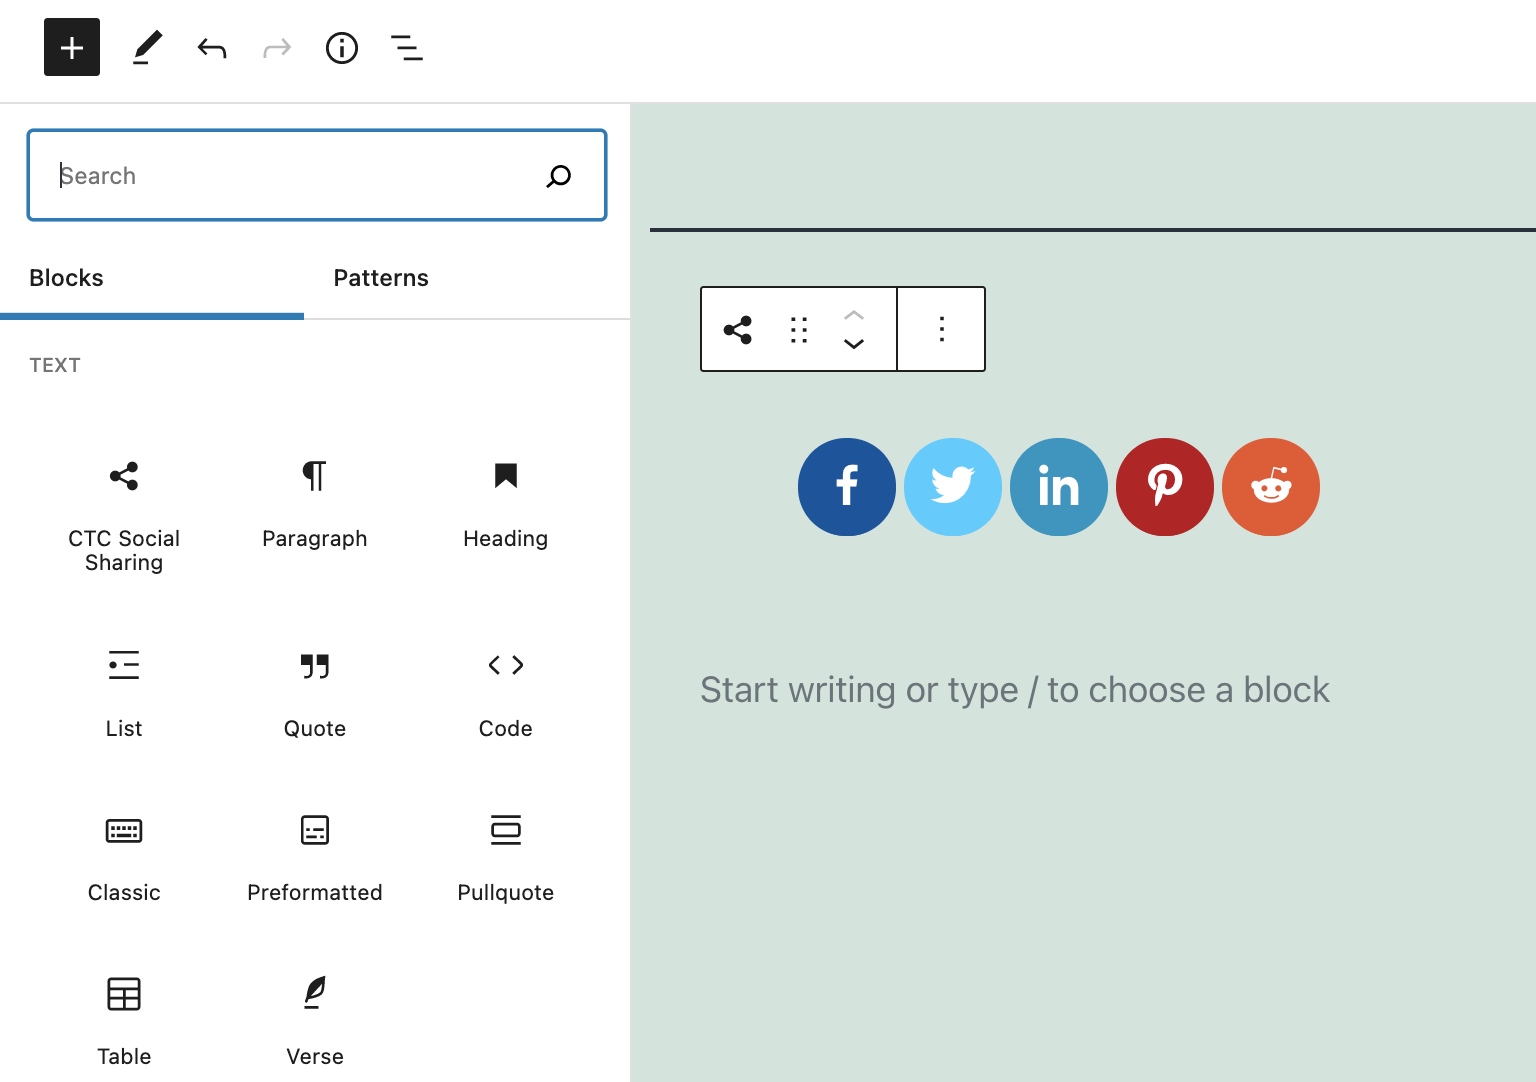 Search
Blocks
Patterns
TEXT
CTC Social
Sharing
Paragraph
Heading
List
Quote
Code
Classic
Preformatted
Pullquote
Table
Verse
Start writing or type / to choose a block